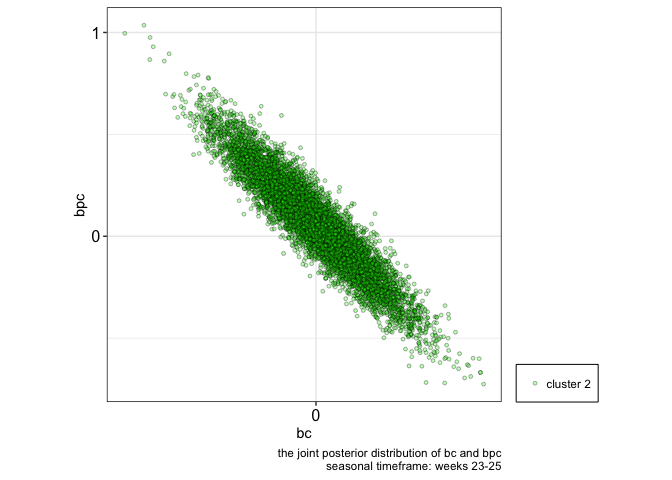 1
0
bpc
0
bc
cluster 2
the joint posterior distribution of bc and bpc
seasonal timeframe: weeks 23-25